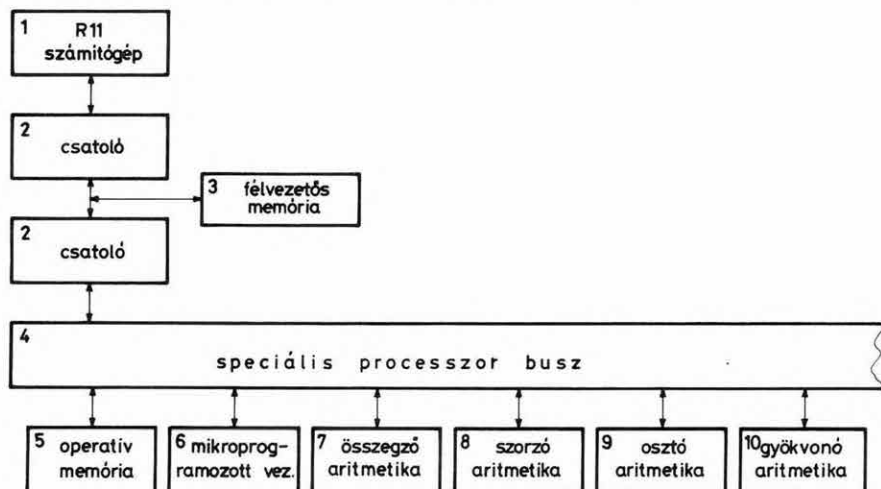 1 R11
számitógép
2 csatoló
3 félvezetős
memória
2 csatoló
4 speciális processzor busz
5 operatív
memória
6 mikroprog-
ramozott vez.
7 összegző
aritmetika
8 szorzó
aritmetika
9 osztó
aritmetika
10 gyökvonó
aritmetika